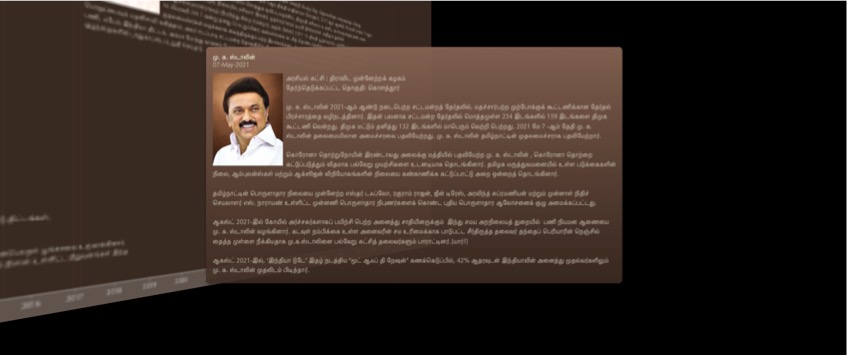 மு. க. ஸ்டாலின்
07-May-2021
அரசியல் கட்சி : திராவிட முன்னேற்றக் கழகம்
தேர்ந்தெடுக்கப்பட்ட தொகுதி: கொளத்தூர்
மு. க. ஸ்டாலின் 2021-ஆம் ஆண்டு நடைபெற்ற சட்டமன்றத் தேர்தலில், மதச்சார்பற்ற முற்போக்குக் கூட்டணிக்கான தேர்தல்
பிரச்சாரத்தை வழிநடத்தினார். இதன் பலனாக சட்டமன்ற தேர்தலில் மொத்தமுள்ள 234 இடங்களில் 159 இடங்களை திமுக
கூட்டணி வென்றது. திமுக மட்டும் தனித்து 132 இடங்களில் மாபெரும் வெற்றி பெற்றது. 2021 மே 7 -ஆம் தேதி மு. க.
ஸ்டாலின் தலைமையிலான அமைச்சரவை பதவியேற்றது. மு. க. ஸ்டாலின் தமிழ்நாட்டின் முதலமைச்சராக பதவியேற்றார்.
கொரோனா தொற்றுநோயின் இரண்டாவது அலைக்கு மத்தியில் பதவியேற்ற மு. க. ஸ்டாலின் , கொரோனா தொற்றை
கட்டுப்படுத்தும் விதமாக பல்வேறு முயற்சிகளை உடனடியாக தொடங்கினார். தமிழக மருத்துவமனையில் உள்ள படுக்கைகளின்
நிலை, ஆம்புலன்ஸ்கள் மற்றும் ஆக்ஸிஜன் விநியோகங்களின் நிலையை கண்காணிக்க கட்டுப்பாட்டு அறை ஒன்றைத் தொடங்கினார்.
தமிழ்நாட்டின் பொருளாதார நிலையை முன்னேற்ற எஸ்தர் டஃப்லோ, ரகுராம் ராஜன், ஜீன் டிரேஸ், அரவிந்த் சுப்ரமணியன் மற்றும் முன்னாள் நிதிச்
செயலாளர் எஸ். நாராயண் உள்ளிட்ட முன்னணி பொருளாதார நிபுணர்களைக் கொண்ட புதிய பொருளாதார ஆலோசனைக் குழு அமைக்கப்பட்டது.
ஆகஸ்ட் 2021-இல் கோயில் அர்ச்சகர்களாகப் பயிற்சி பெற்ற அனைத்து சாதியினருக்கும் இந்து சமய அறநிலையத் துறையில் பணி நியமன ஆணையை
மு. க. ஸ்டாலின் வழங்கினார். கடவுள் நம்பிக்கை உள்ள அனைவரின் சம உரிமைக்காக பாடுபட்ட சீர்திருத்த தலைவர் தந்தைப் பெரியாரின் நெஞ்சில்
தைத்த முள்ளை நீக்கியதாக மு.க.ஸ்டாலினை பல்வேறு கட்சித் தலைவர்களும் பாராட்டினர்.(யார்?)
ஆகஸ்ட் 2021-இல், 'இந்தியா டுடே' இதழ் நடத்திய "மூட் ஆஃப் தி நேஷன்" கணக்கெடுப்பில், 42% ஆதரவுடன் இந்தியாவின் அனைத்து முதல்வர்களிலும்
மு. க. ஸ்டாலின் முதலிடம் பிடித்தார்.
2016 2017 2018 2019 2020